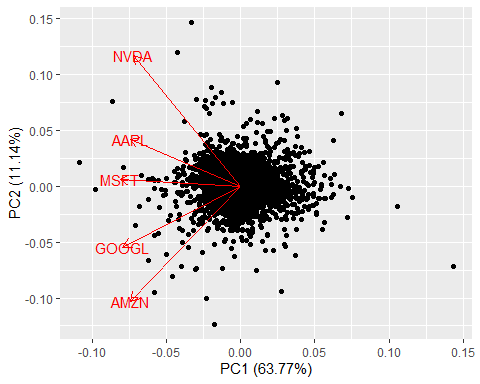 0.15
0.10
0.05
0.00
-0.05
-0.10
PC2 (11.14%)
NVDA
AAPL
MSFT
GOOGL
AMZN
-0.10 -0.05 0.00 0.05 0.10 0.15
PC1 (63.77%)